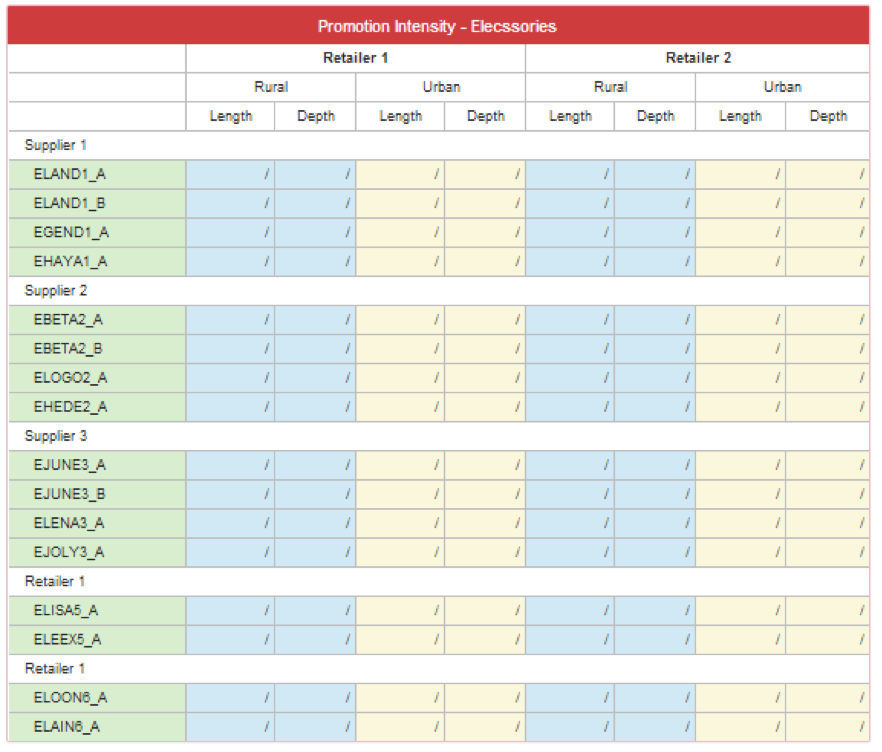 Promotion Intensity - Elecssories
Retailer 1 Retailer 2
Rural Urban Rural Urban
Length Depth Length Depth Length Depth Length Depth
Supplier 1
ELAND1_A / / / / / / / /
ELAND1_B / / / / / / / /
EGEND1_A / / / / / / / /
EHAYA1_A / / / / / / / /
Supplier 2
EBETA2_A / / / / / / / /
EBETA2_B / / / / / / / /
ELOGO2_A / / / / / / / /
EHEDE2_A / / / / / / / /
Supplier 3
EJUNE3_A / / / / / / / /
EJUNE3_B / / / / / / / /
ELENA3_A / / / / / / / /
EJOLY3_A / / / / / / / /
Retailer 1
ELISA5_A / / / / / / / /
ELEEX5_A / / / / / / / /
Retailer 1
ELOON6_A / / / / / / / /
ELAIN6_A / / / / / / / /